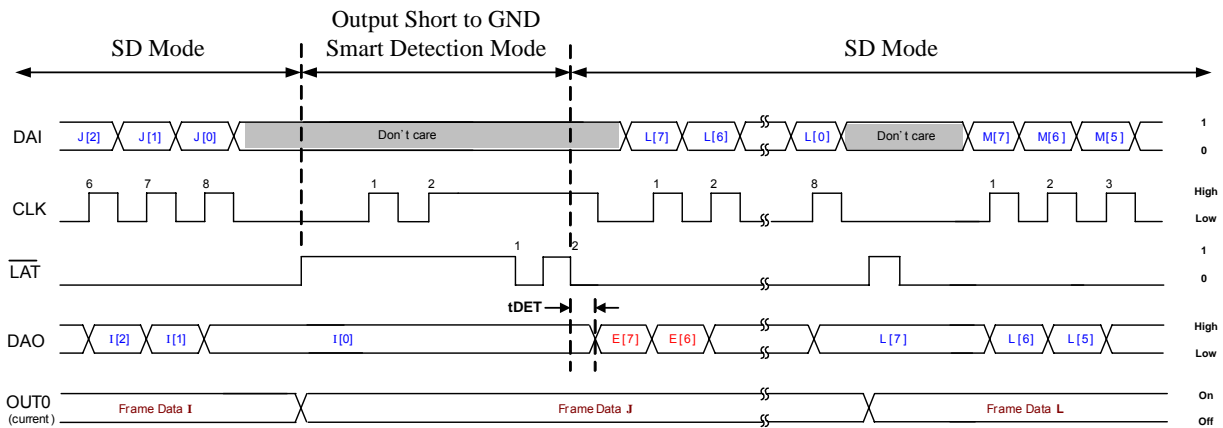 Output Short to GND
SD Mode Smart Detection Mode SD Mode
DAI J[2] J[1] J[0] Don't care L[7] L[6] L[0] Don't care M[7] M[6] M[5] 1
0
6 7 8 1 2 1 2 8 1 2 3
CLK High
Low
1 2
LAT 1
0
tDET
DAO I[2] I[1] I[0] E[7] E[6] L[7] L[6] L[5] High
Low
OUT0 Frame Data I Frame Data J Frame Data L On
(current) Off